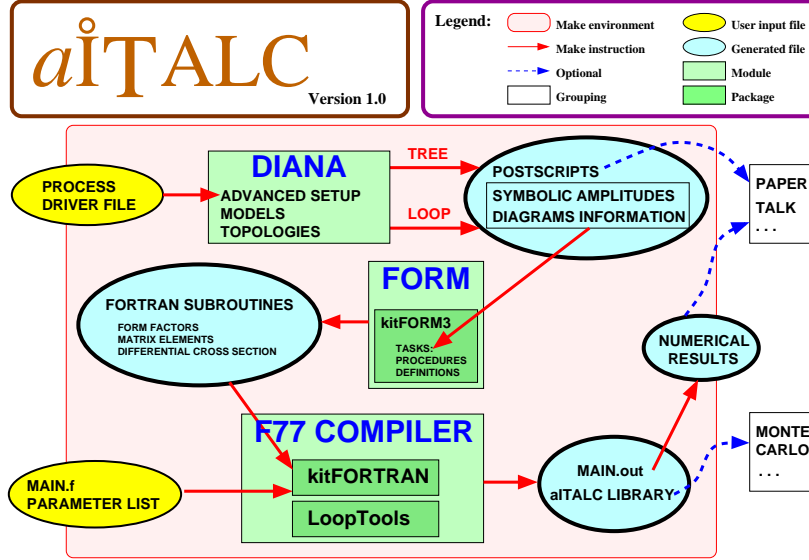 aÍTALC
Version 1.0
Legend:
Make environment
Make instruction
Optional
Grouping
User input file
Generated file
Module
Package
PROCESS
DRIVER FILE
DIANA
ADVANCED SETUP
MODELS
TOPOLOGIES
TREE
LOOP
POSTSCRIPTS
SYMBOLIC AMPLITUDES
DIAGRAMS INFORMATION
PAPER
TALK
. . .
FORTRAN SUBROUTINES
FORM FACTORS
MATRIX ELEMENTS
DIFFERENTIAL CROSS SECTION
FORM
kitFORM3
TASKS:
PROCEDURES
DEFINITIONS
NUMERICAL
RESULTS
MAIN.f
PARAMETER LIST
F77 COMPILER
kitFORTRAN
LoopTools
MAIN.out
aITALC LIBRARY
MONTE
CARLO
. . .